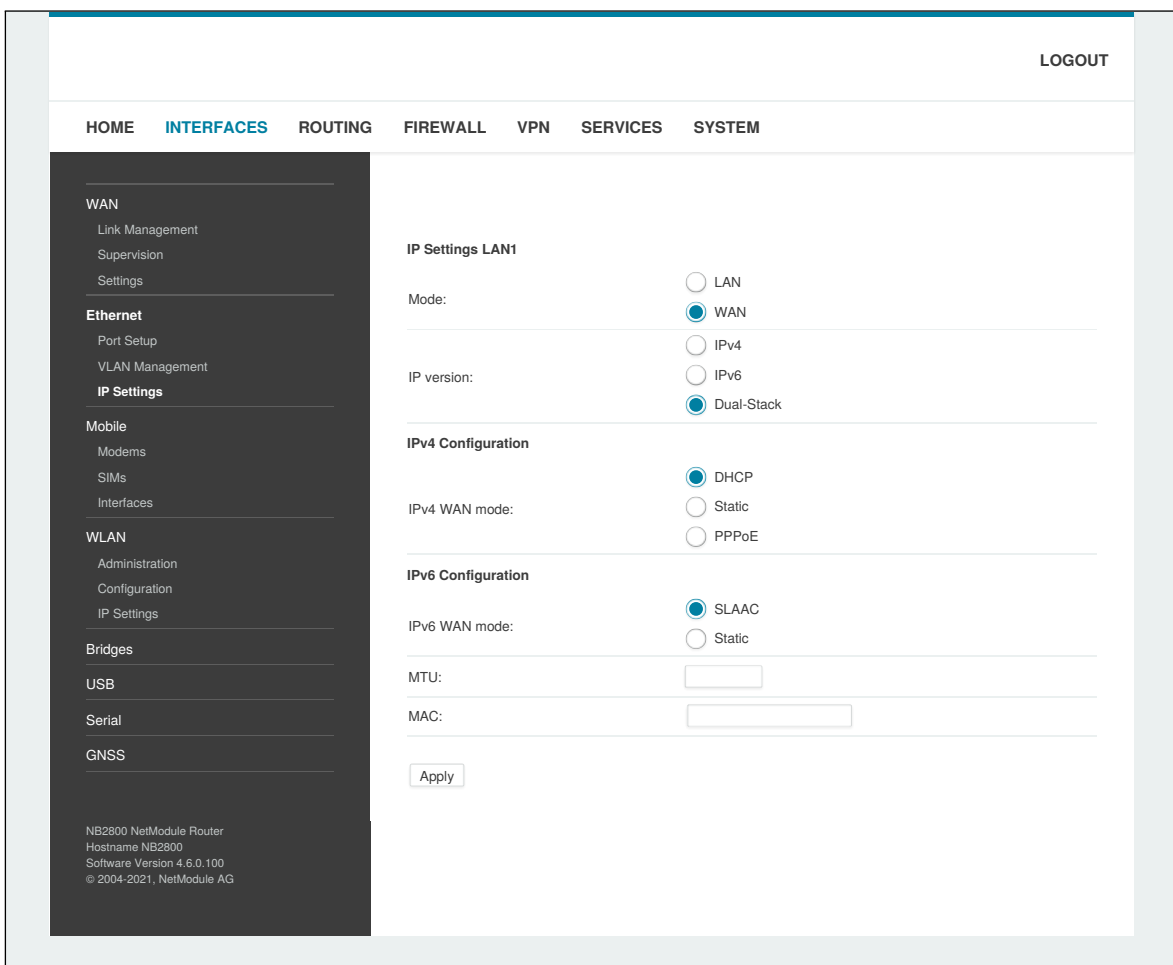 LOGOUT
HOME INTERFACES ROUTING FIREWALL VPN SERVICES SYSTEM
WAN
Link Management
Supervision
Settings
Ethernet
Port Setup
VLAN Management
IP Settings
Mobile
Modems
SIMs
Interfaces
WLAN
Administration
Configuration
IP Settings
Bridges
USB
Serial
GNSS
NB2800 NetModule Router
Hostname NB2800
Software Version 4.6.0.100
© 2004-2021, NetModule AG
IP Settings LAN1
Mode:
LAN
WAN
IP version:
IPv4
IPv6
Dual-Stack
IPv4 Configuration
IPv4 WAN mode:
DHCP
Static
PPPoE
IPv6 Configuration
IPv6 WAN mode:
SLAAC
Static
MTU:
MAC:
Apply